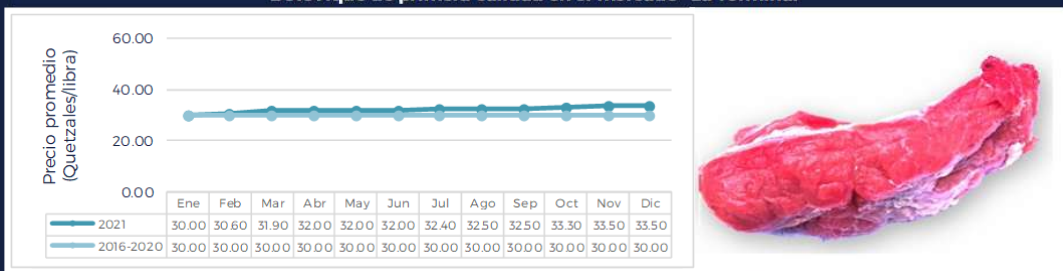 60.00
40.00
20.00
0.00
Precio promedio
(Quetzales/libra)
Ene Feb Mar Abr May Jun Jul Ago Sep Oct Nov Dic
2021 30.00 30.60 31.90 32.00 32.00 32.00 32.40 32.50 32.50 33.30 33.50 33.50
2016-2020 30.00 30.00 30.00 30.00 30.00 30.00 30.00 30.00 30.00 30.00 30.00 30.00